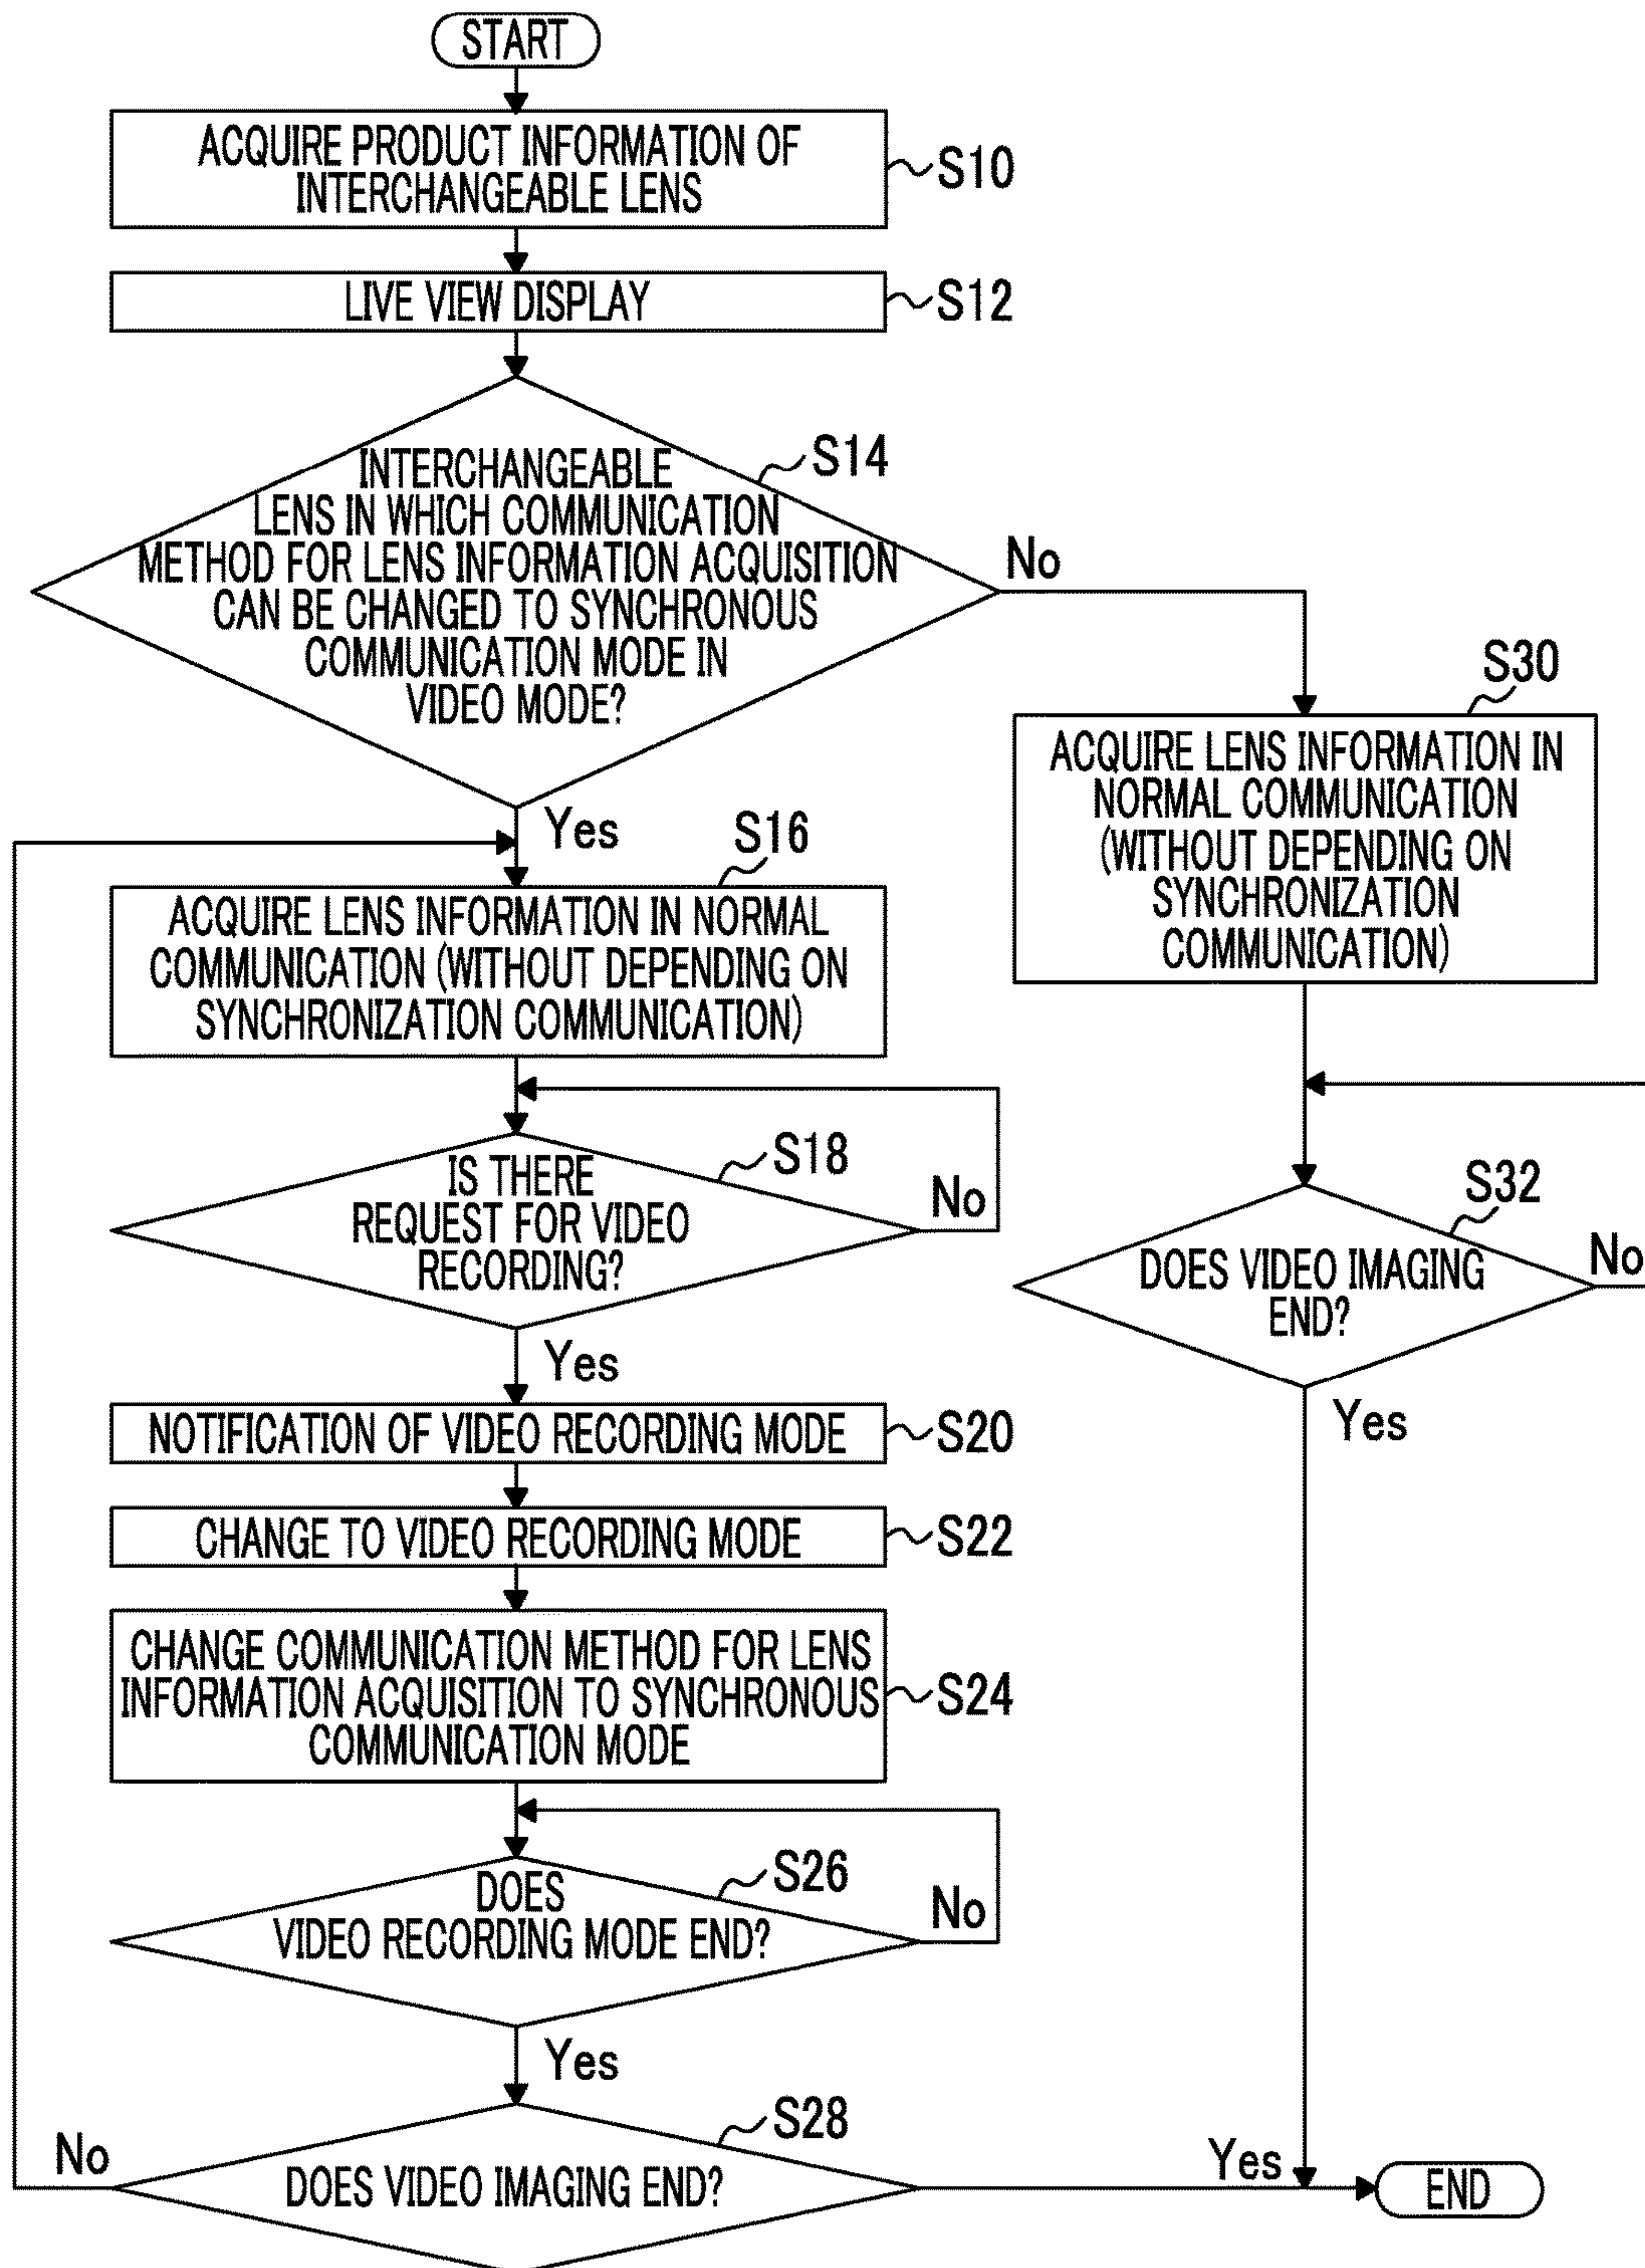 START
ACQUIRE PRODUCT INFORMATION OF
INTERCHANGEABLE LENS
S10
LIVE VIEW DISPLAY
S12
S14
INTERCHANGEABLE
LENS IN WHICH COMMUNICATION
METHOD FOR LENS INFORMATION ACQUISITION
CAN BE CHANGED TO SYNCHRONOUS
COMMUNICATION MODE IN
VIDEO MODE?
No
Yes
S16
ACQUIRE LENS INFORMATION IN NORMAL
COMMUNICATION (WITHOUT DEPENDING ON
SYNCHRONIZATION COMMUNICATION)
S18
IS THERE
REQUEST FOR VIDEO
RECORDING?
No
Yes
NOTIFICATION OF VIDEO RECORDING MODE
S20
CHANGE TO VIDEO RECORDING MODE
S22
CHANGE COMMUNICATION METHOD FOR LENS
INFORMATION ACQUISITION TO SYNCHRONOUS
COMMUNICATION MODE
S24
S26
DOES
VIDEO RECORDING MODE END?
No
Yes
S28
DOES VIDEO IMAGING END?
No
Yes
S30
ACQUIRE LENS INFORMATION IN
NORMAL COMMUNICATION
(WITHOUT DEPENDING ON
SYNCHRONIZATION
COMMUNICATION)
S32
DOES VIDEO IMAGING
END?
No
Yes
END